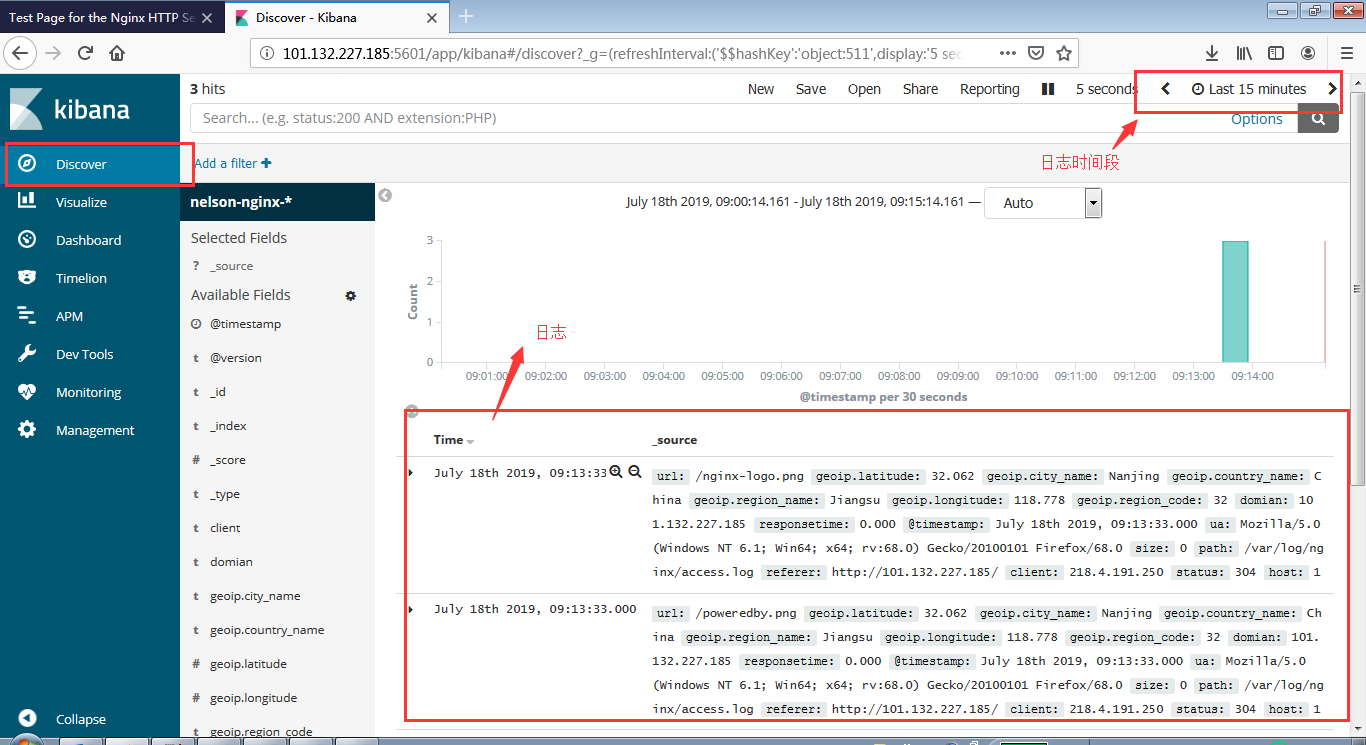 Test Page for the Nginx HTTP Se
Discover - Kibana
101.132.227.185:5601/app/kibana#/discover?_g=(refreshInterval:('$$hashKey':'object:511',display:'5 sec
kibana
Discover
Visualize
Dashboard
Timelion
APM
Dev Tools
Monitoring
Management
Collapse
3 hits
New Save Open Share Reporting 5 seconds Last 15 minutes
Search... (e.g. status:200 AND extension:PHP)
Options
Add a filter
日志时间段
nelson-nginx-*
Selected Fields
? _source
Available Fields
@timestamp
t @version
t _id
t _index
# _score
t _type
t client
t domian
t geoip.city_name
t geoip.country_name
# geoip.latitude
# geoip.longitude
t geoip.region_code
July 18th 2019, 09:00:14.161 - July 18th 2019, 09:15:14.161 —
Auto
Count
3
2
1
0
日志
09:01:00 09:02:00 09:03:00 09:04:00 09:05:00 09:06:00 09:07:00 09:08:00 09:09:00 09:10:00 09:11:00 09:12:00 09:13:00 09:14:00
@timestamp per 30 seconds
Time _source
July 18th 2019, 09:13:33
url: /nginx-logo.png geoip.latitude: 32.062 geoip.city_name: Nanjing geoip.country_name: C
hina geoip.region_name: Jiangsu geoip.longitude: 118.778 geoip.region_code: 32 domian: 10
1.132.227.185 responsetime: 0.000 @timestamp: July 18th 2019, 09:13:33.000 ua: Mozilla/5.0
(Windows NT 6.1; Win64; x64; rv:68.0) Gecko/20100101 Firefox/68.0 size: 0 path: /var/log/ng
inx/access.log referer: http://101.132.227.185/ client: 218.4.191.250 status: 304 host: 1
July 18th 2019, 09:13:33.000
url: /poweredby.png geoip.latitude: 32.062 geoip.city_name: Nanjing geoip.country_name: Ch
ina geoip.region_name: Jiangsu geoip.longitude: 118.778 geoip.region_code: 32 domian: 101.
132.227.185 responsetime: 0.000 @timestamp: July 18th 2019, 09:13:33.000 ua: Mozilla/5.0
(Windows NT 6.1; Win64; x64; rv:68.0) Gecko/20100101 Firefox/68.0 size: 0 path: /var/log/ng
inx/access.log referer: http://101.132.227.185/ client: 218.4.191.250 status: 304 host: 1